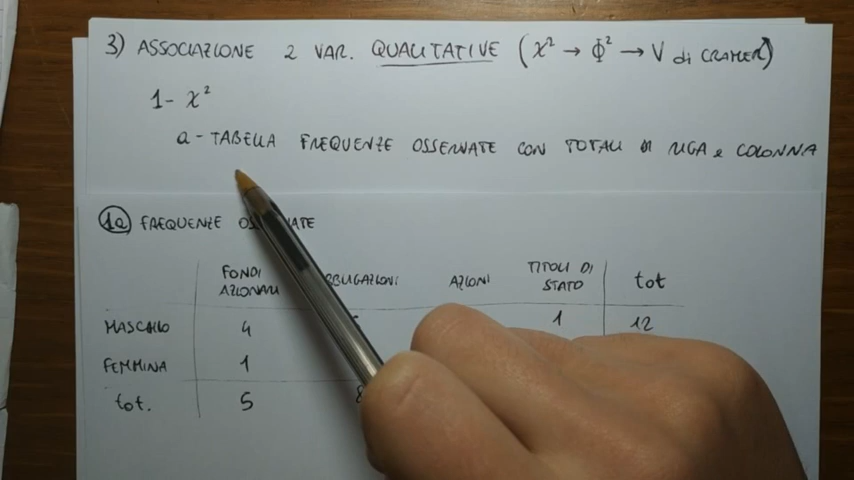 3) ASSOCIAZIONE 2 VAR. QUALITATIVE (χ² → Φ² → V di CRAMER)
1- χ²
a - TABELLA FREQUENZE OSSERVATE CON TOTALI DI RIGA e COLONNA
1a FREQUENZE
FONDI AZIONARI
AZIONI
TITOLI DI STATO
tot
MASCHIO 4 1 12
FEMMINA 1
tot. 5